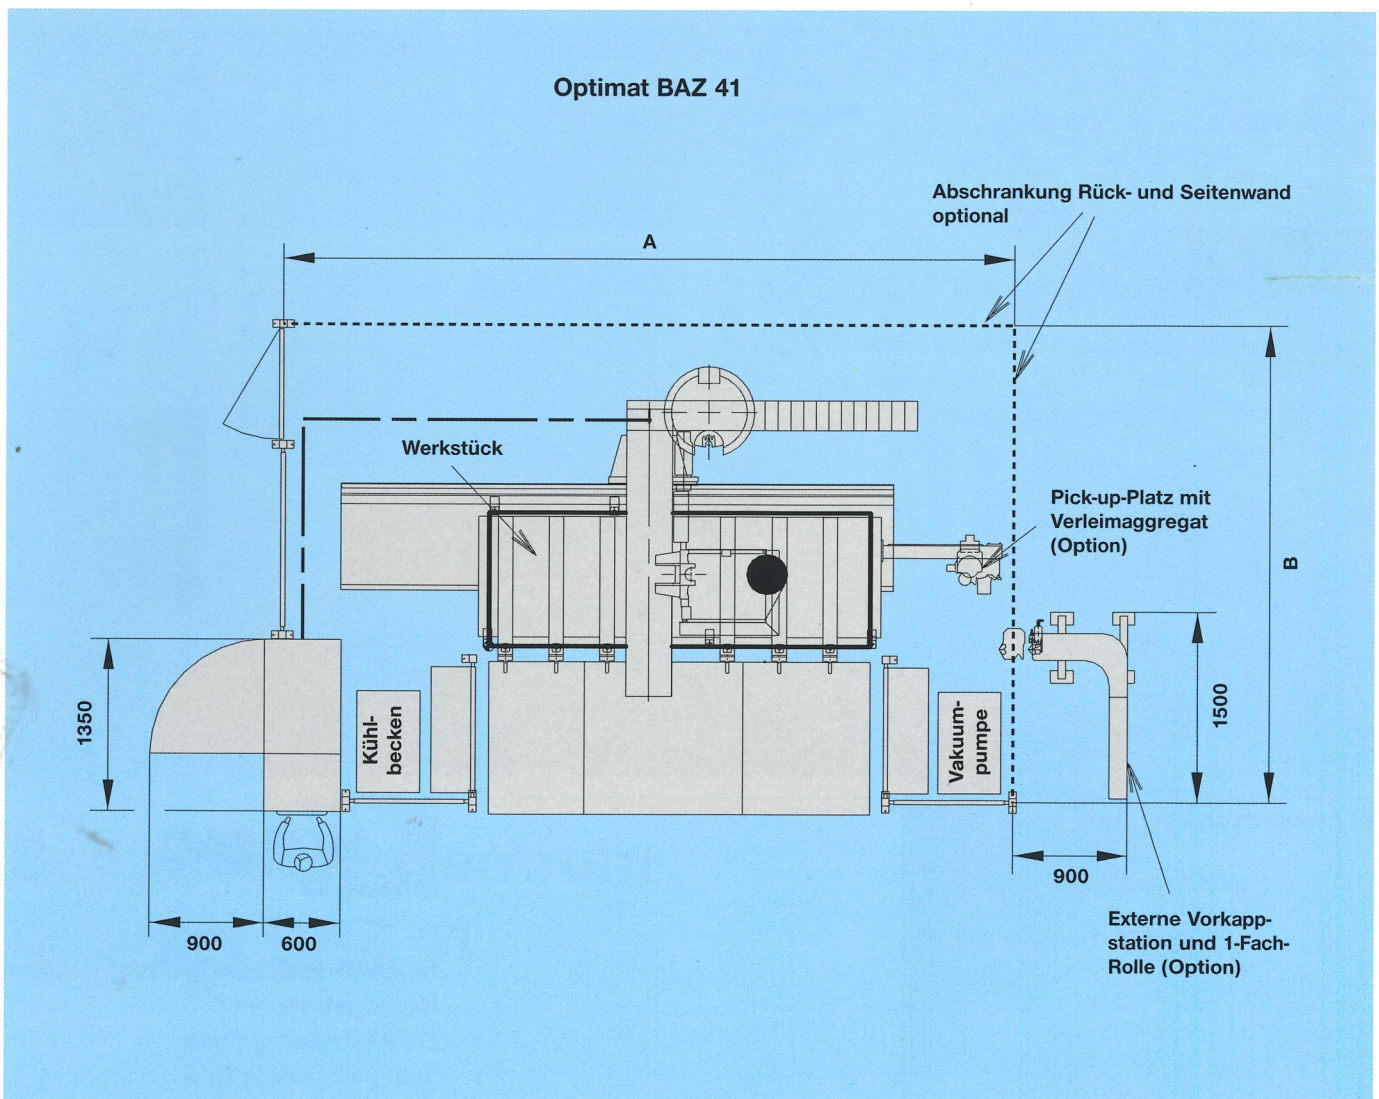 Optimat BAZ 41
Abschrankung Rück- und Seitenwand
optional
A
Werkstück
Pick-up-Platz mit
Verleimaggregat
(Option)
B
1350
Kühl-
becken
Vakuum-
pumpe
1500
900
600
900
Externe Vorkapp-
station und 1-Fach-
Rolle (Option)